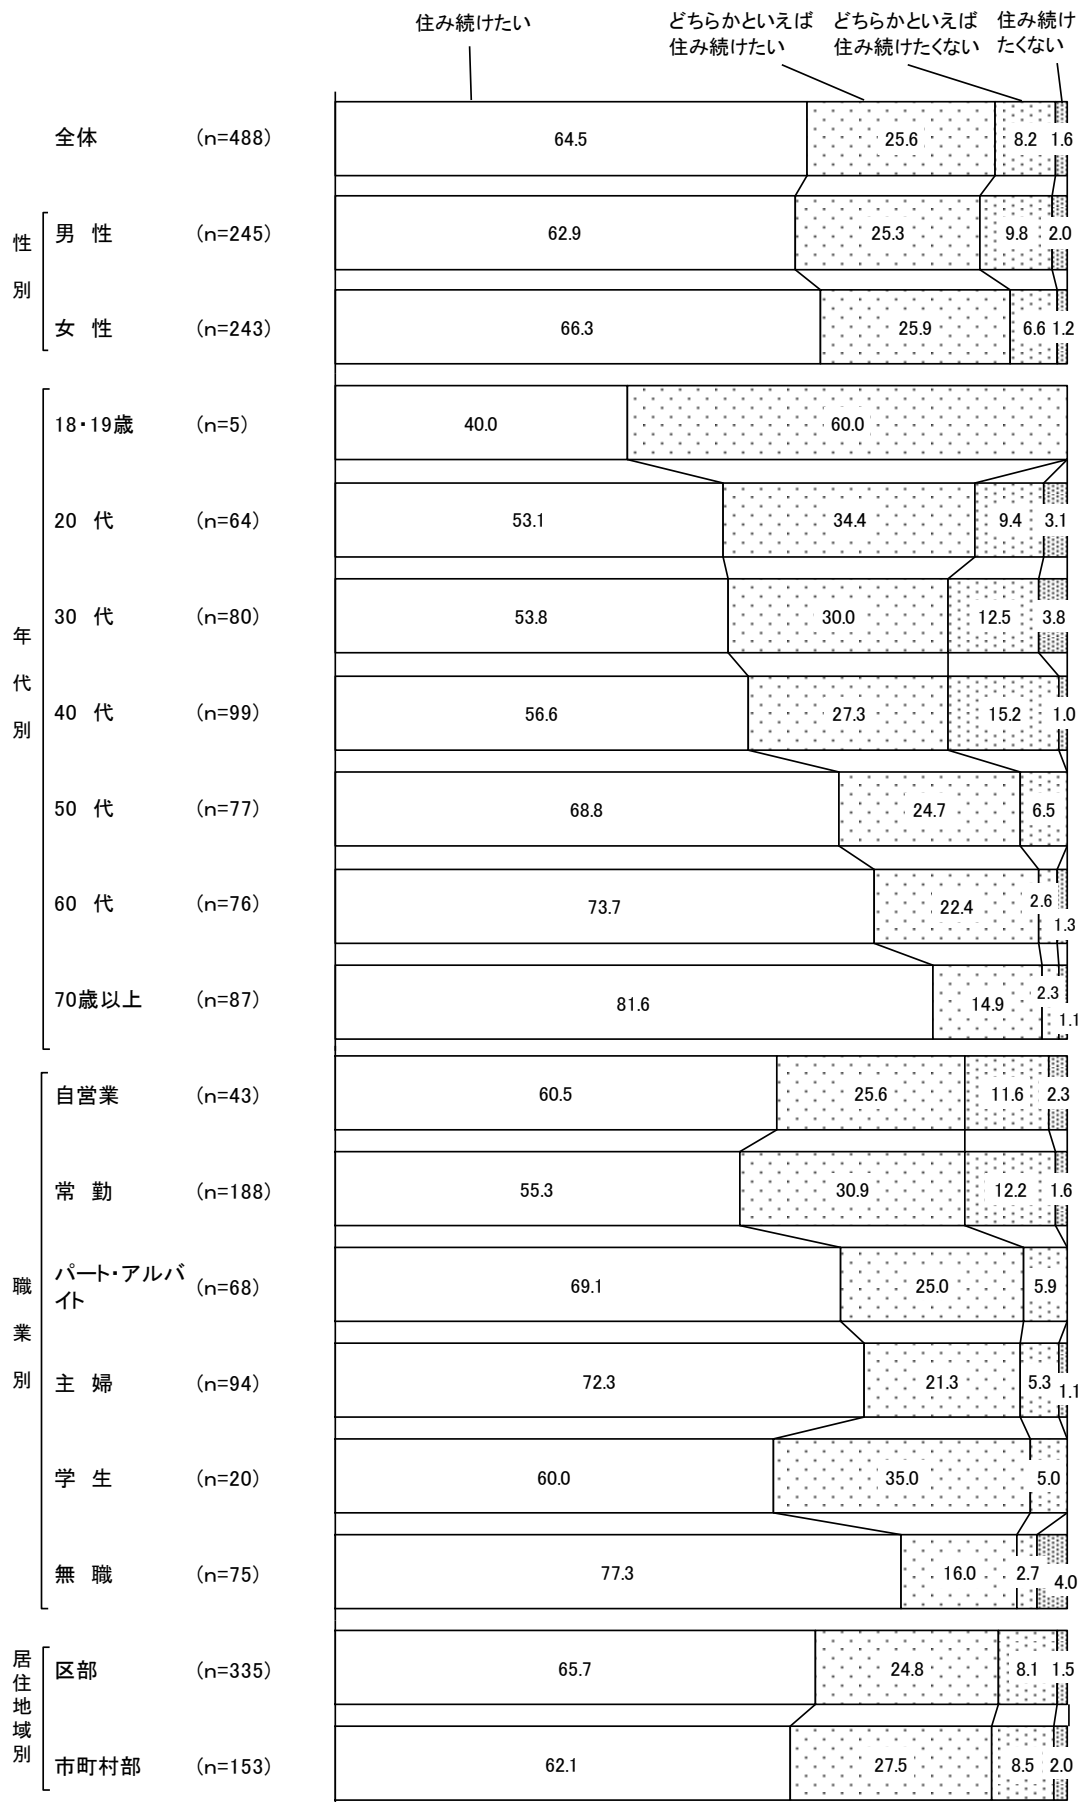 住み続けたい
どちらかといえば
住み続けたい
どちらかといえば
住み続けたくない
住み続け
たくない
全体 (n=488) 64.5 25.6 8.2 1.6
性別
男 性 (n=245) 62.9 25.3 9.8 2.0
女 性 (n=243) 66.3 25.9 6.6 1.2
年代別
18・19歳 (n=5) 40.0 60.0
20 代 (n=64) 53.1 34.4 9.4 3.1
30 代 (n=80) 53.8 30.0 12.5 3.8
40 代 (n=99) 56.6 27.3 15.2 1.0
50 代 (n=77) 68.8 24.7 6.5
60 代 (n=76) 73.7 22.4 2.6 1.3
70歳以上 (n=87) 81.6 14.9 2.3 1.1
職業別
自営業 (n=43) 60.5 25.6 11.6 2.3
常 勤 (n=188) 55.3 30.9 12.2 1.6
パート・アルバ
イト (n=68) 69.1 25.0 5.9
主 婦 (n=94) 72.3 21.3 5.3 1.1
学 生 (n=20) 60.0 35.0 5.0
無 職 (n=75) 77.3 16.0 2.7 4.0
居住地域別
区部 (n=335) 65.7 24.8 8.1 1.5
市町村部 (n=153) 62.1 27.5 8.5 2.0